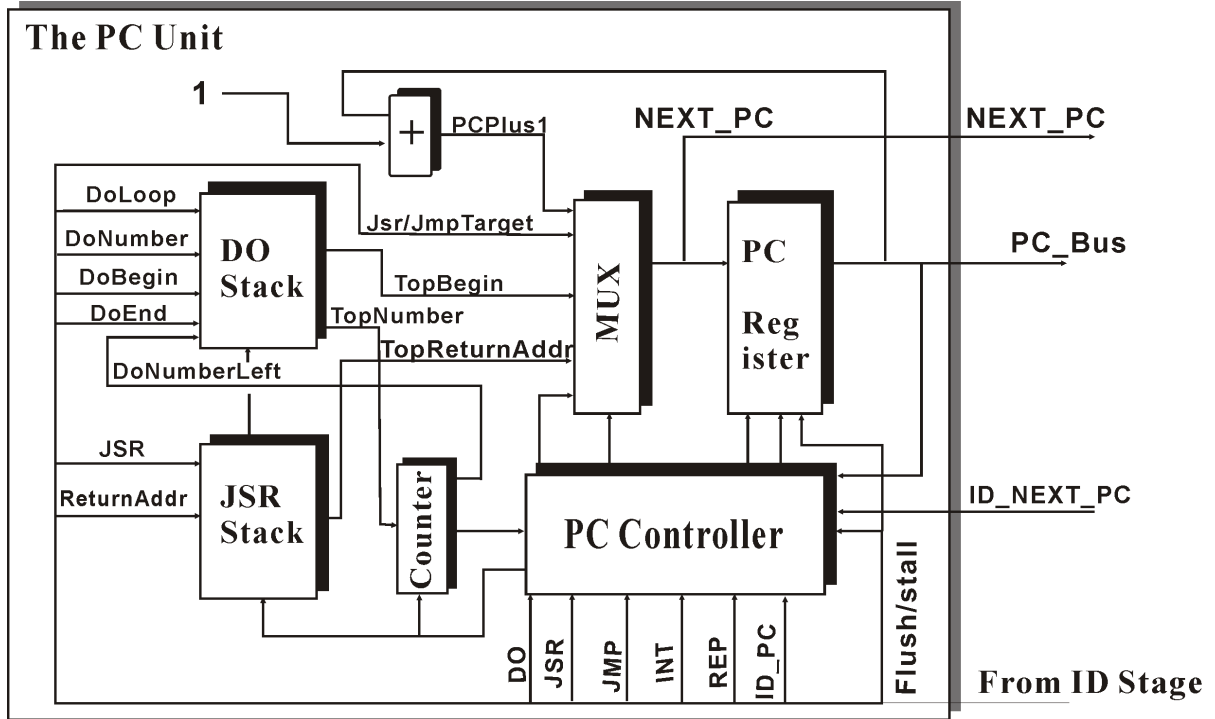 The PC Unit
1
+
PCPlus1
NEXT_PC
NEXT_PC
DoLoop
DoNumber
DoBegin
DoEnd
DO
Stack
Jsr/JmpTarget
TopBegin
TopNumber
TopReturnAddr
DoNumberLeft
MUX
PC
Reg
ister
PC_Bus
JSR
ReturnAddr
JSR
Stack
Counter
PC Controller
ID_NEXT_PC
DO
JSR
JMP
INT
REP
ID_PC
Flush/stall
From ID Stage